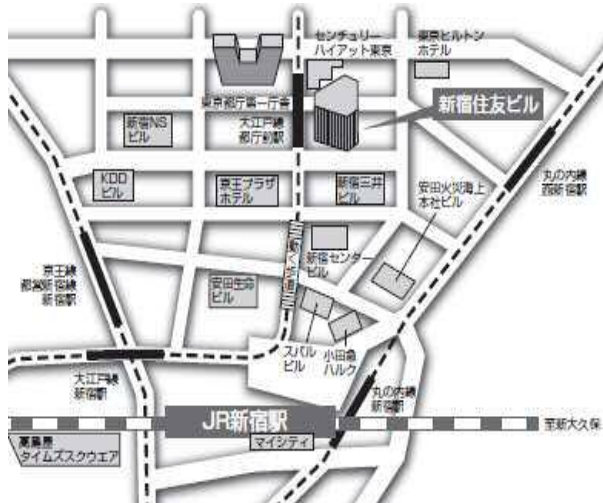 センチュリー
ハイアット東京
東京ヒルトン
ホテル
東京都庁第一庁舎
新宿住友ビル
新宿NS
ビル
大江戸線
都庁前駅
KDD
ビル
京王プラザ
ホテル
新宿三井
ビル
安田火災海上
本社ビル
丸の内線
西新宿駅
動く歩道
新宿センター
ビル
京王線
都営新宿線
新宿駅
安田生命
ビル
スバル
ビル
小田急
ハルク
大江戸線
新宿駅
丸の内線
新宿駅
JR新宿駅
至新大久保
マイシティ
高島屋
タイムズスクウエア